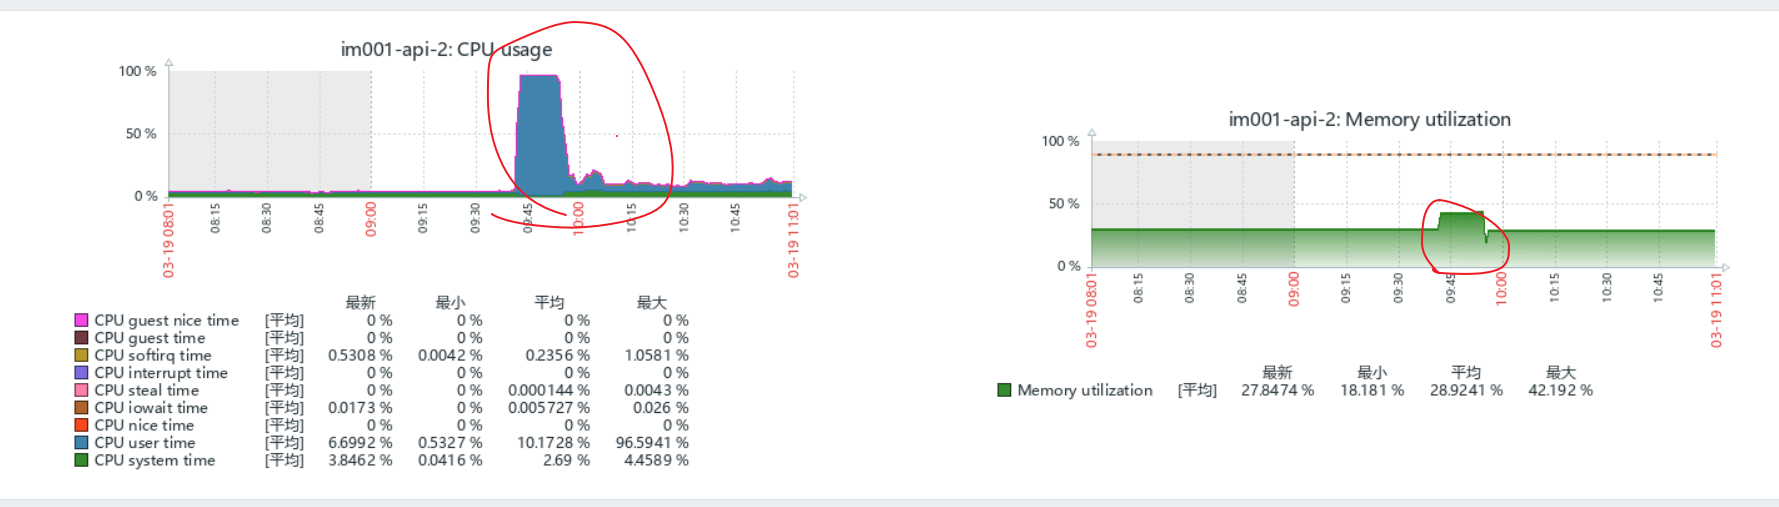 im001-api-2: CPU usage
100 %
50 %
0 %
03-19 08:01
08:15
08:30
08:45
09:00
09:15
09:30
09:45
10:00
10:15
10:30
10:45
03-19 11:01
最新 最小 平均 最大
CPU guest nice time [平均] 0 % 0 % 0 % 0 %
CPU guest time [平均] 0 % 0 % 0 % 0 %
CPU softirq time [平均] 0.5308 % 0.0042 % 0.2356 % 1.0581 %
CPU interrupt time [平均] 0 % 0 % 0 % 0 %
CPU steal time [平均] 0 % 0 % 0.000144 % 0.0043 %
CPU iowait time [平均] 0.0173 % 0 % 0.005727 % 0.026 %
CPU nice time [平均] 0 % 0 % 0 % 0 %
CPU user time [平均] 6.6992 % 0.5327 % 10.1728 % 96.5941 %
CPU system time [平均] 3.8462 % 0.0416 % 2.69 % 4.4589 %
im001-api-2: Memory utilization
100 %
50 %
0 %
03-19 08:01
08:15
08:30
08:45
09:00
09:15
09:30
09:45
10:00
10:15
10:30
10:45
03-19 11:01
最新 最小 平均 最大
Memory utilization [平均] 27.8474 % 18.181 % 28.9241 % 42.192 %